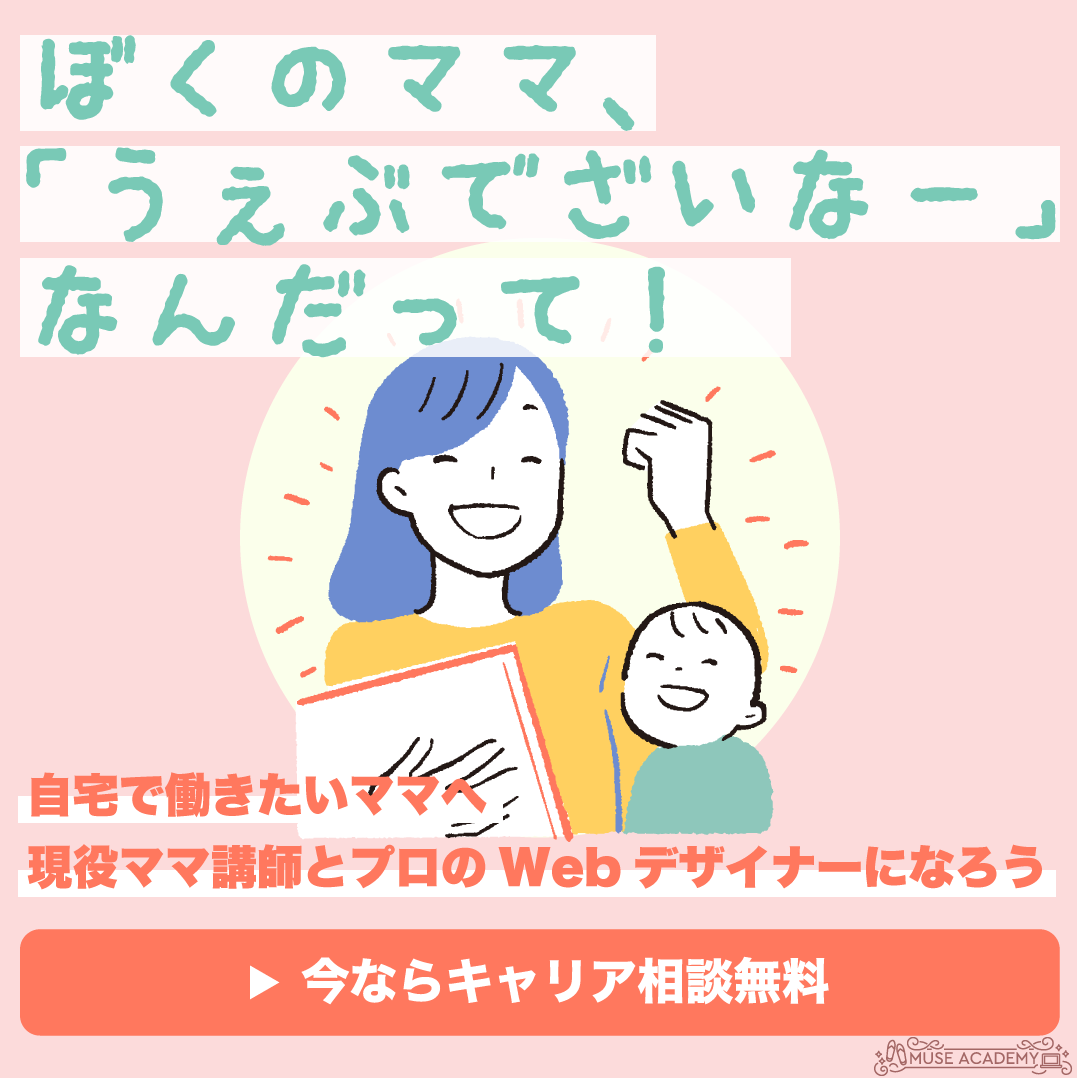 ぼくのママ、
「うぇぶでざいなー」
なんだって！
自宅で働きたいママへ
現役ママ講師とプロのWebデザイナーになろう
▶ 今ならキャリア相談無料
MUSE ACADEMY